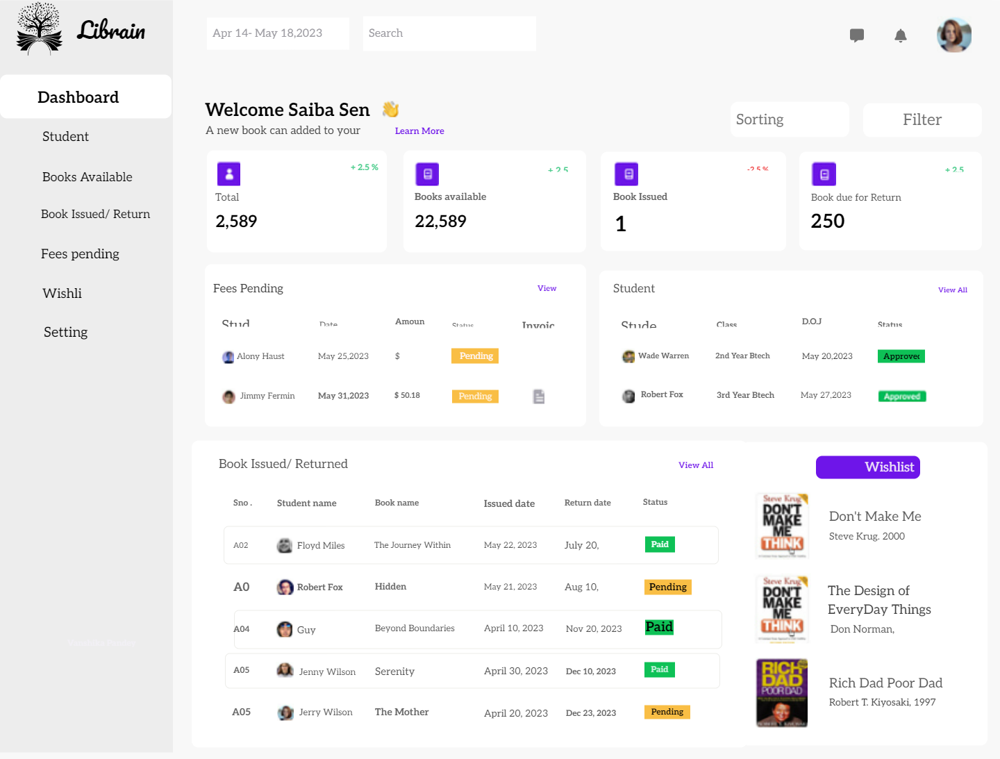 Librain
Apr 14- May 18,2023
Search
Dashboard
Student
Books Available
Book Issued/ Return
Fees pending
Wishli
Setting
Welcome Saiba Sen
A new book can added to your
Learn More
Sorting
Filter
+ 2.5 %
Total
2,589
+ 2.5
Books available
22,589
-2.5 %
Book Issued
1
+ 2.5
Book due for Return
250
Fees Pending
View
Stud Date Amoun Status Invoic
Alony Haust May 25,2023 $ Pending
Jimmy Fermin May 31,2023 $ 50.18 Pending
Student
View All
Stude Class D.O.J Status
Wade Warren 2nd Year Btech May 20,2023 Approved
Robert Fox 3rd Year Btech May 27,2023 Approved
Book Issued/ Returned
View All
Sno . Student name Book name Issued date Return date Status
A02 Floyd Miles The Journey Within May 22, 2023 July 20, Paid
A0 Robert Fox Hidden May 21, 2023 Aug 10, Pending
A04 Guy Beyond Boundaries April 10, 2023 Nov 20, 2023 Paid
A05 Jenny Wilson Serenity April 30, 2023 Dec 10, 2023 Paid
A05 Jerry Wilson The Mother April 20, 2023 Dec 23, 2023 Pending
Wishlist
Steve Krug
DON'T
MAKE
ME
THINK
Don't Make Me
Steve Krug. 2000
Steve Krug
DON'T
MAKE
ME
THINK
The Design of
EveryDay Things
Don Norman,
RICH
DAD
POOR DAD
Rich Dad Poor Dad
Robert T. Kiyosaki, 1997